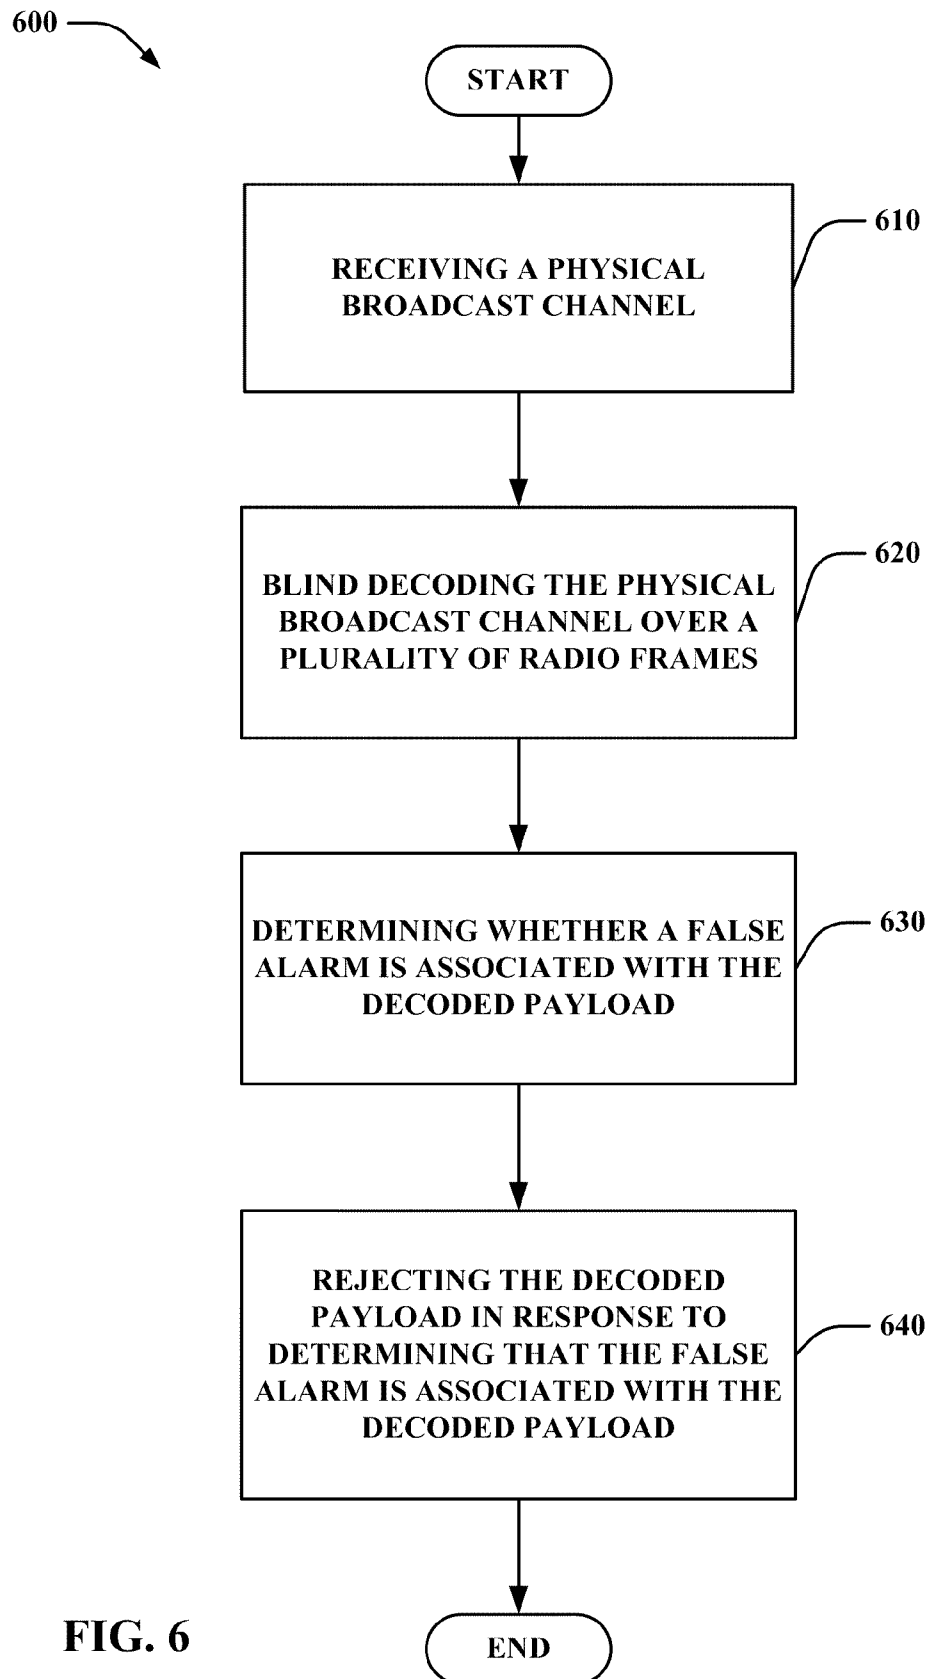 600
START
610
RECEIVING A PHYSICAL
BROADCAST CHANNEL
620
BLIND DECODING THE PHYSICAL
BROADCAST CHANNEL OVER A
PLURALITY OF RADIO FRAMES
630
DETERMINING WHETHER A FALSE
ALARM IS ASSOCIATED WITH THE
DECODED PAYLOAD
640
REJECTING THE DECODED
PAYLOAD IN RESPONSE TO
DETERMINING THAT THE FALSE
ALARM IS ASSOCIATED WITH THE
DECODED PAYLOAD
FIG. 6
END